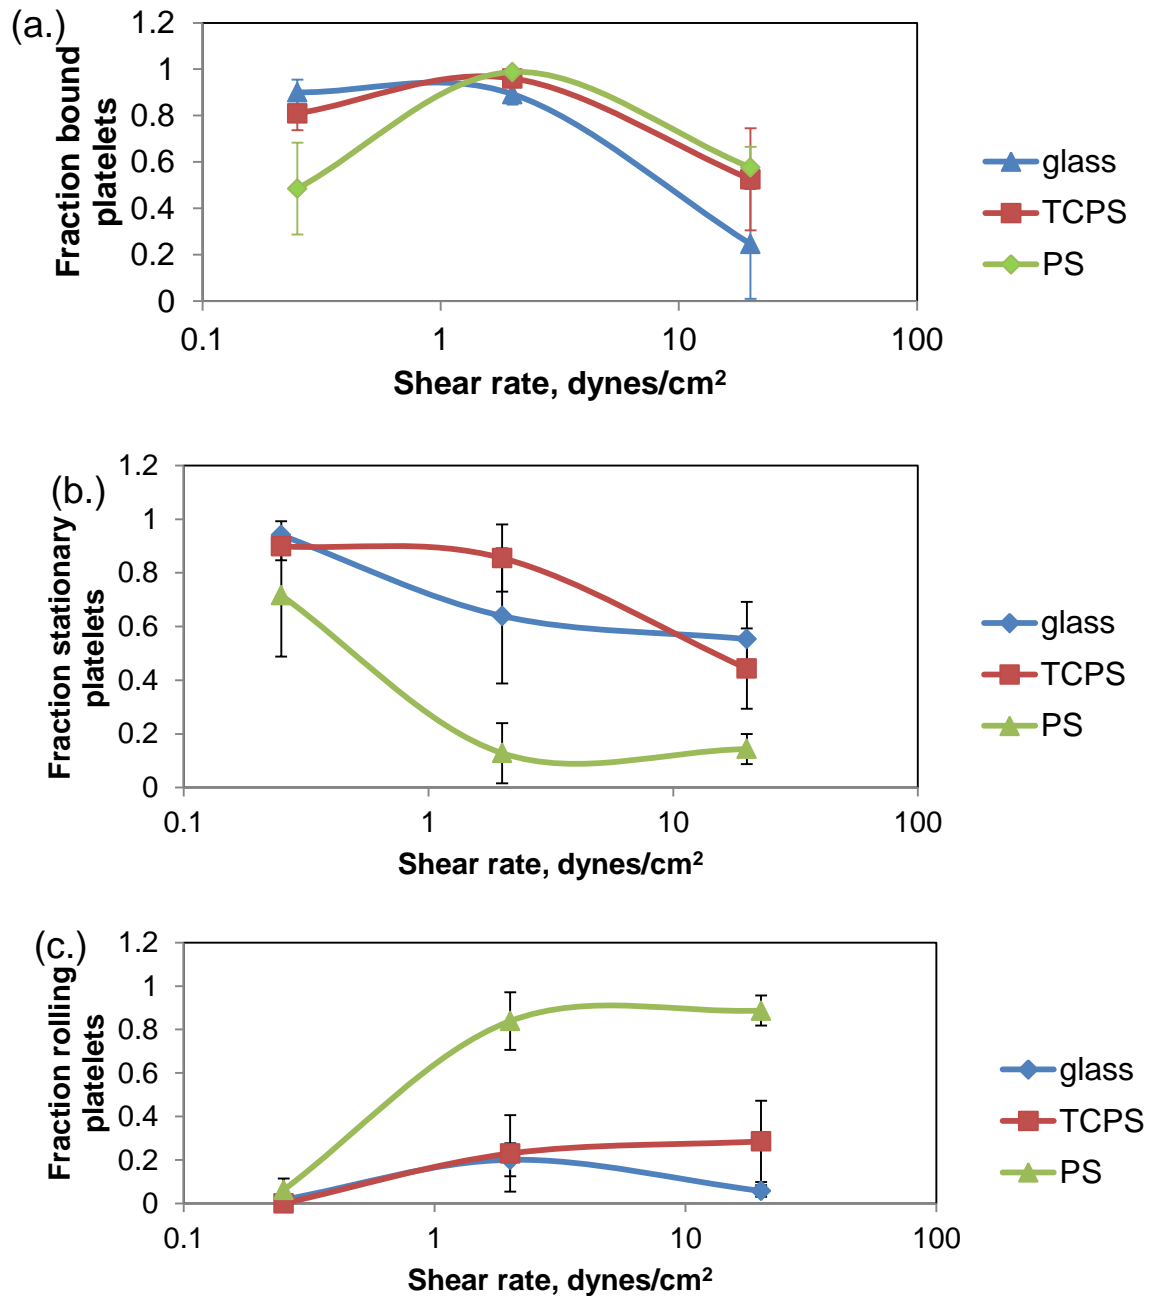 (a.)
Fraction bound
platelets
1.2
1
0.8
0.6
0.4
0.2
0
0.1
1
10
100
Shear rate, dynes/cm²
glass
TCPS
PS
(b.)
Fraction stationary
platelets
1.2
1
0.8
0.6
0.4
0.2
0
0.1
1
10
100
Shear rate, dynes/cm²
glass
TCPS
PS
(c.)
Fraction rolling
platelets
1.2
1
0.8
0.6
0.4
0.2
0
0.1
1
10
100
Shear rate, dynes/cm²
glass
TCPS
PS